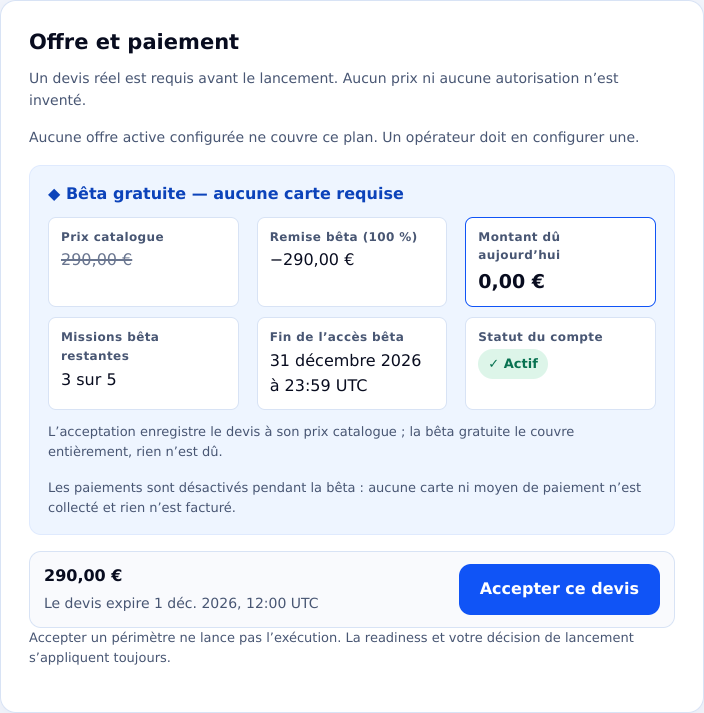 Offre et paiement
Un devis réel est requis avant le lancement. Aucun prix ni aucune autorisation n’est
inventé.
Aucune offre active configurée ne couvre ce plan. Un opérateur doit en configurer une.
◆ Bêta gratuite — aucune carte requise
Prix catalogue
290,00 €
Remise bêta (100 %)
−290,00 €
Montant dû
aujourd’hui
0,00 €
Missions bêta
restantes
3 sur 5
Fin de l’accès bêta
31 décembre 2026
à 23:59 UTC
Statut du compte
✓ Actif
L’acceptation enregistre le devis à son prix catalogue ; la bêta gratuite le couvre
entièrement, rien n’est dû.
Les paiements sont désactivés pendant la bêta : aucune carte ni moyen de paiement n’est
collecté et rien n’est facturé.
290,00 €
Le devis expire 1 déc. 2026, 12:00 UTC
Accepter ce devis
Accepter un périmètre ne lance pas l’exécution. La readiness et votre décision de lancement
s’appliquent toujours.